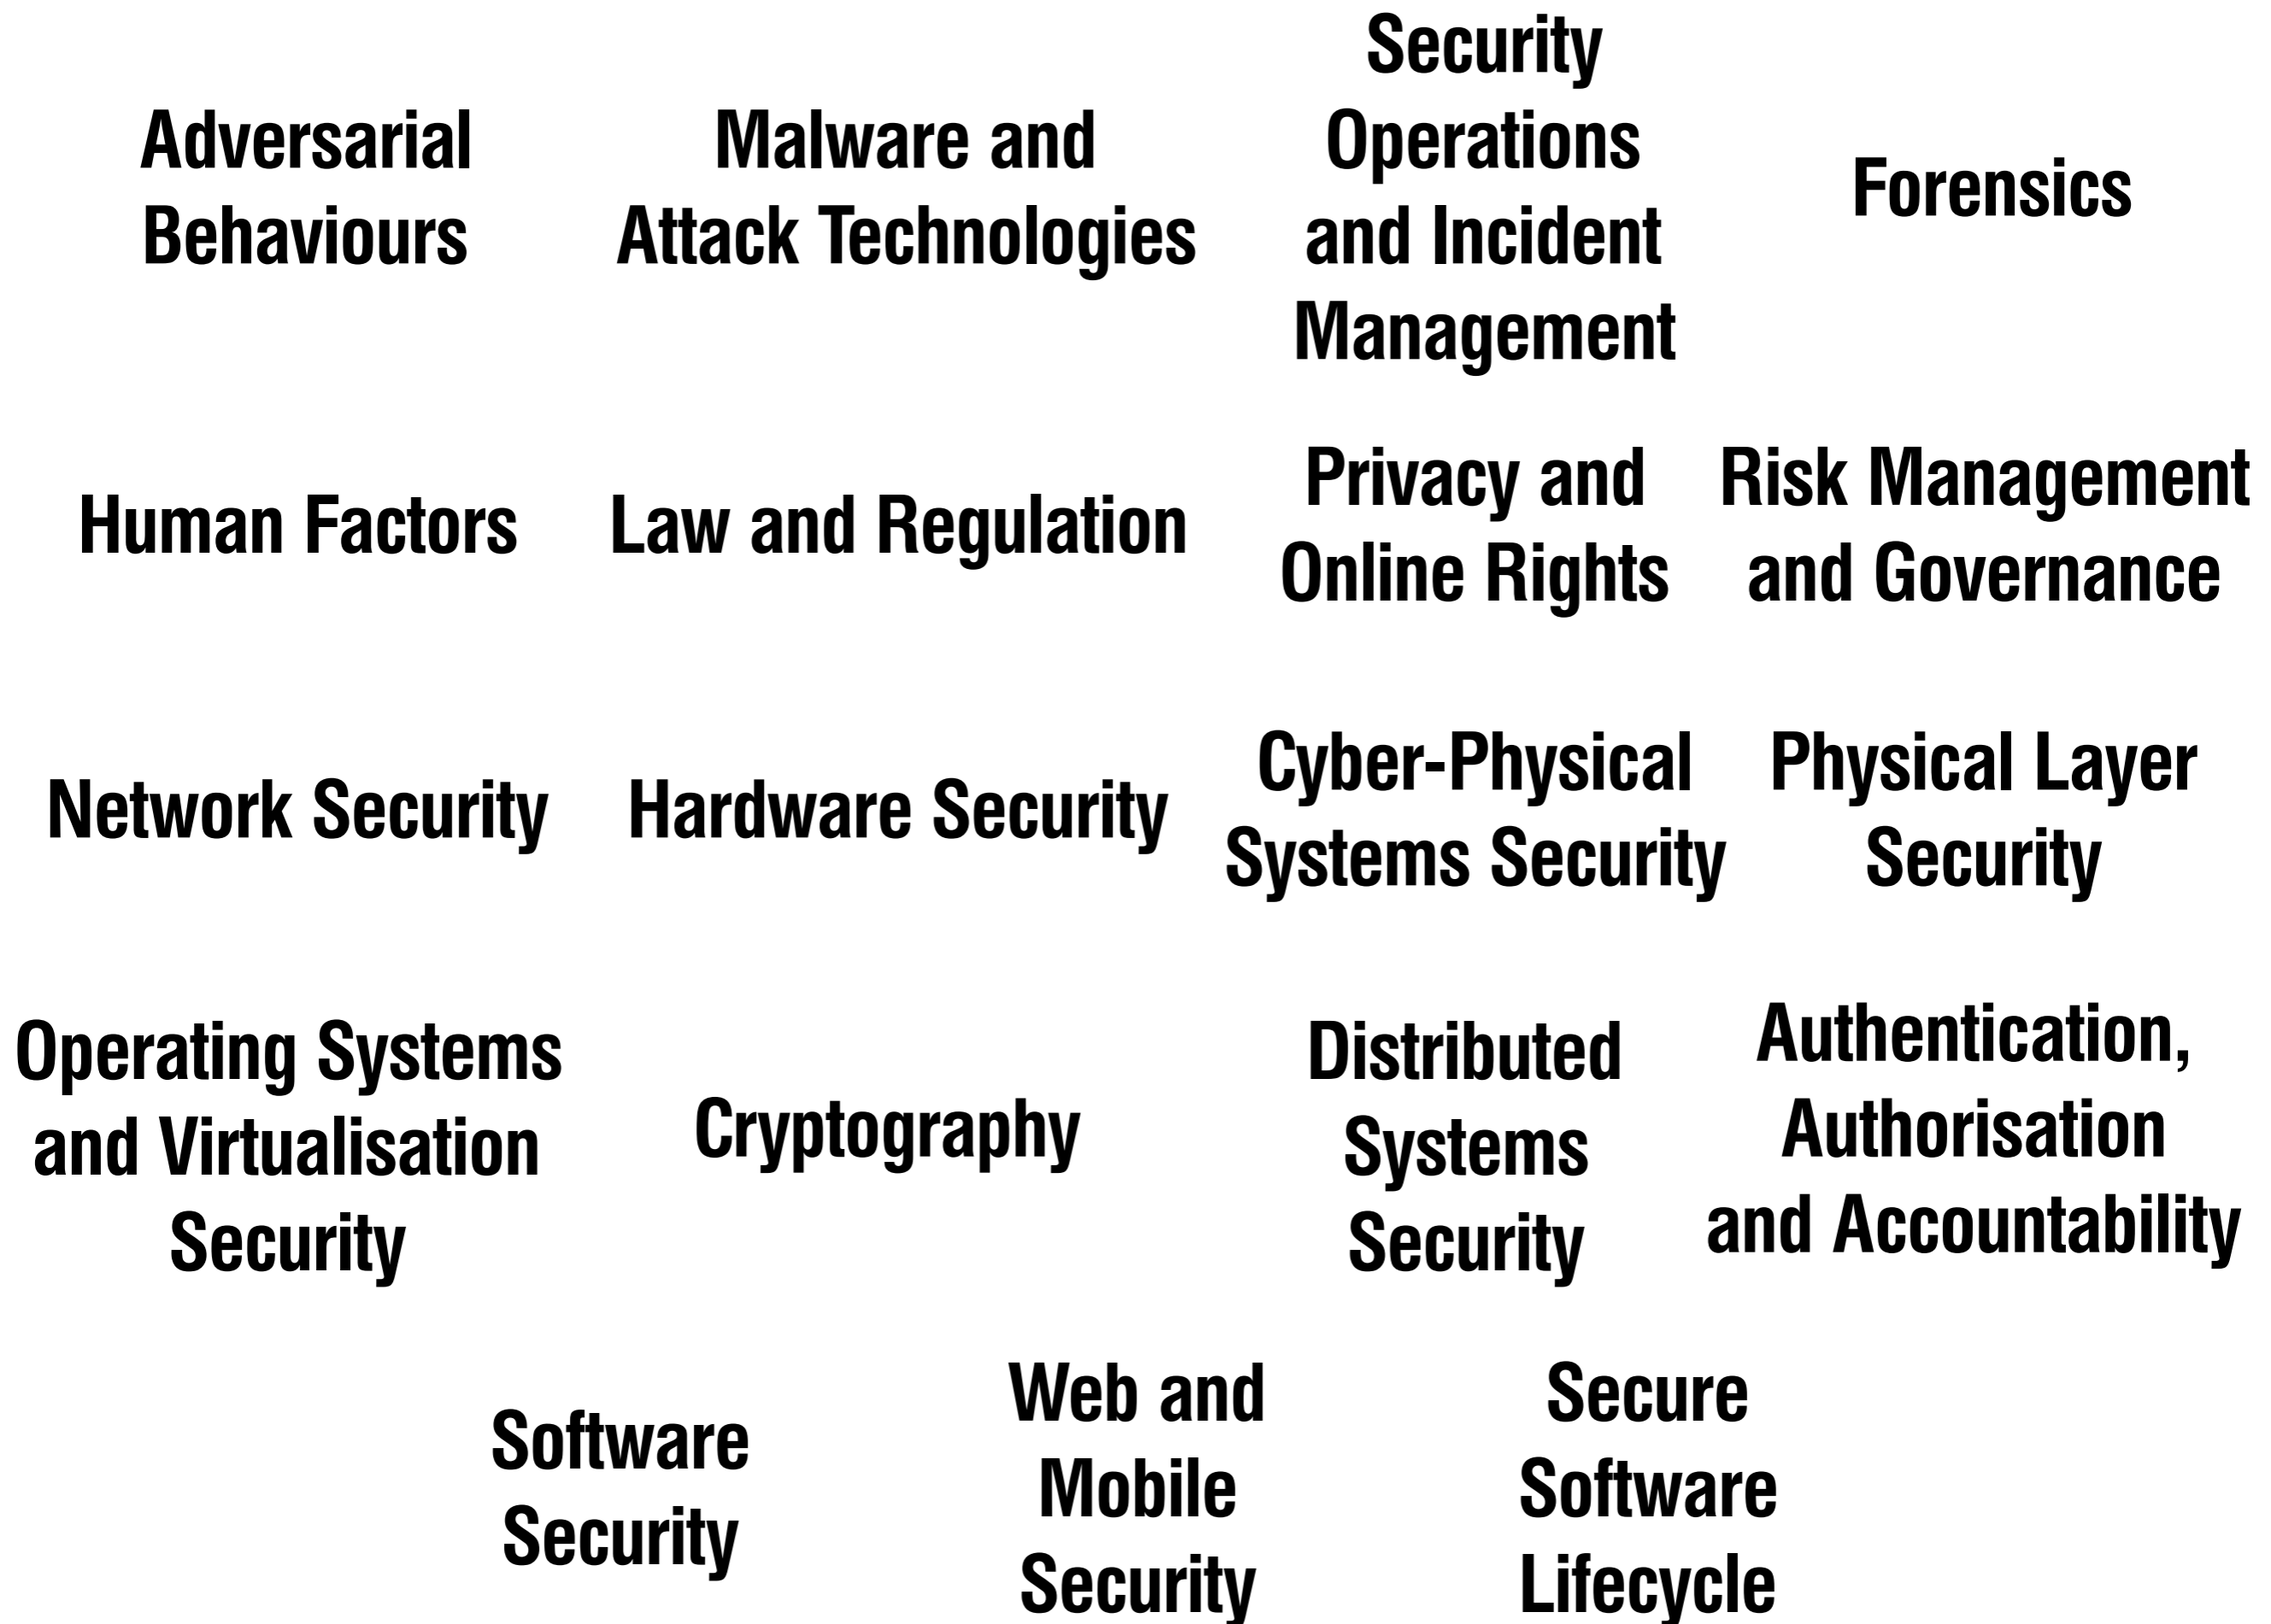 Adversarial
Behaviours
Malware and
Attack Technologies
Security
Operations
and Incident
Management
Forensics
Human Factors
Law and Regulation
Privacy and
Online Rights
Risk Management
and Governance
Network Security
Hardware Security
Cyber-Physical
Systems Security
Physical Layer
Security
Operating Systems
and Virtualisation
Security
Cryptography
Distributed
Systems
Security
Authentication,
Authorisation
and Accountability
Software
Security
Web and
Mobile
Security
Secure
Software
Lifecycle